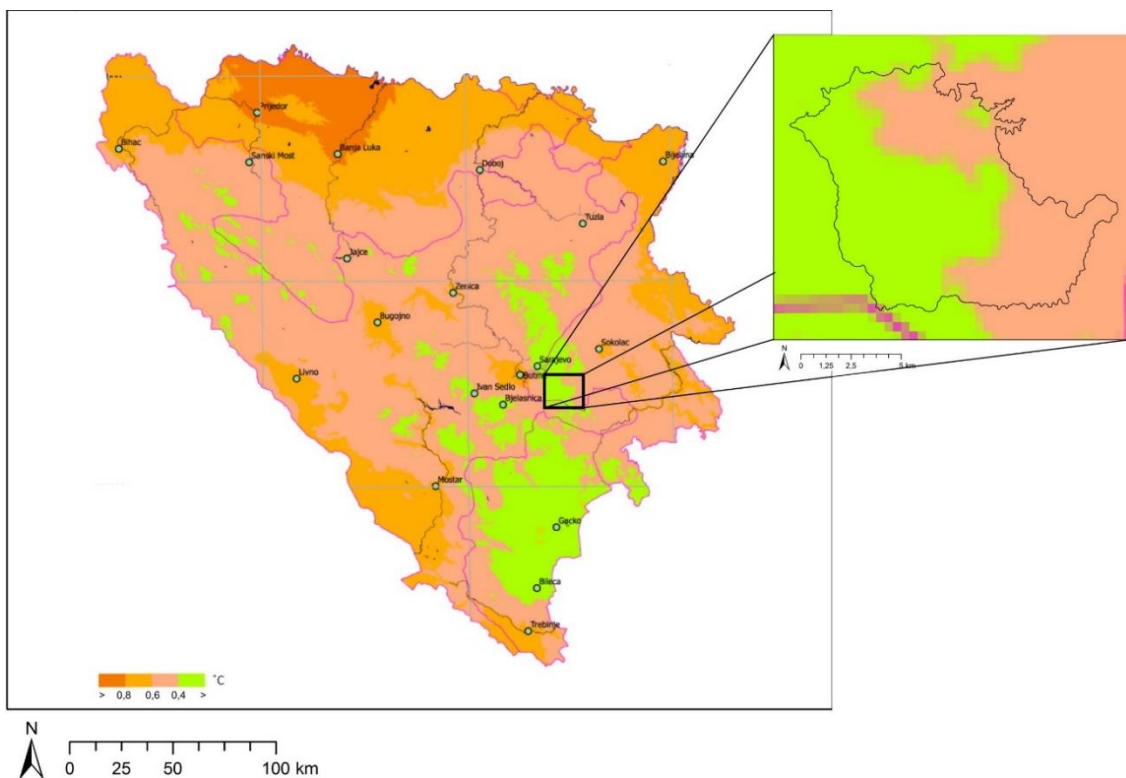 Prijedor
Bihac
Sanski Most
Banja Luka
Doboj
Bijeljina
Tuzla
Jajce
Zenica
Bugojno
Sokolac
Sarajevo
Livno
Ivan Sedlo
Bjelasnica
Mostar
Gacko
Bileca
Trebinje
˚C
> 0,8 0,6 0,4 >
N
0 25 50 100 km
N
0 1,25 2,5 5 km